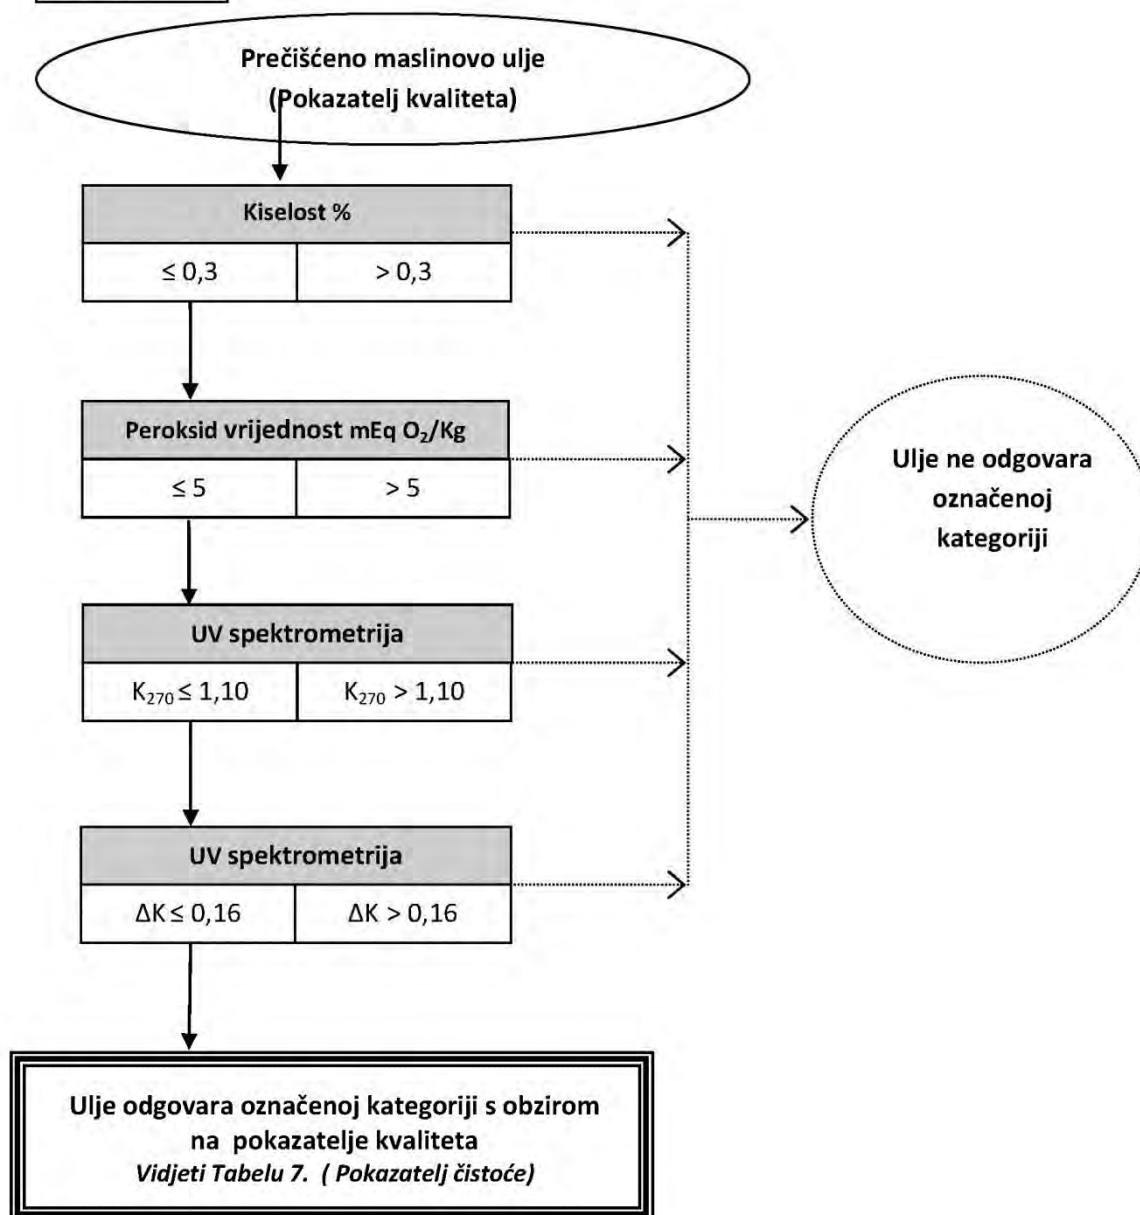 Prečišćeno maslinovo ulje
(Pokazatelj kvaliteta)
Kiselost %
≤ 0,3 > 0,3
Peroksid vrijednost mEq O₂/Kg
≤ 5 > 5
UV spektrometrija
K₂₇₀ ≤ 1,10 K₂₇₀ > 1,10
UV spektrometrija
ΔK ≤ 0,16 ΔK > 0,16
Ulje ne odgovara
označenoj
kategoriji
Ulje odgovara označenoj kategoriji s obzirom
na pokazatelje kvaliteta
Vidjeti Tabelu 7. ( Pokazatelj čistoće)